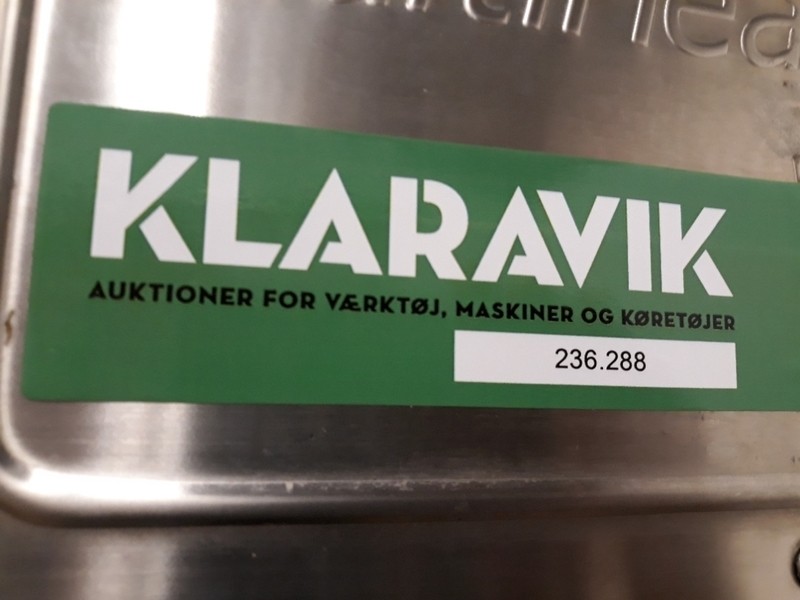 KLARAVIK
AUKTIONER FOR VÆRKTØJ, MASKINER OG KØRETØJER
236.288